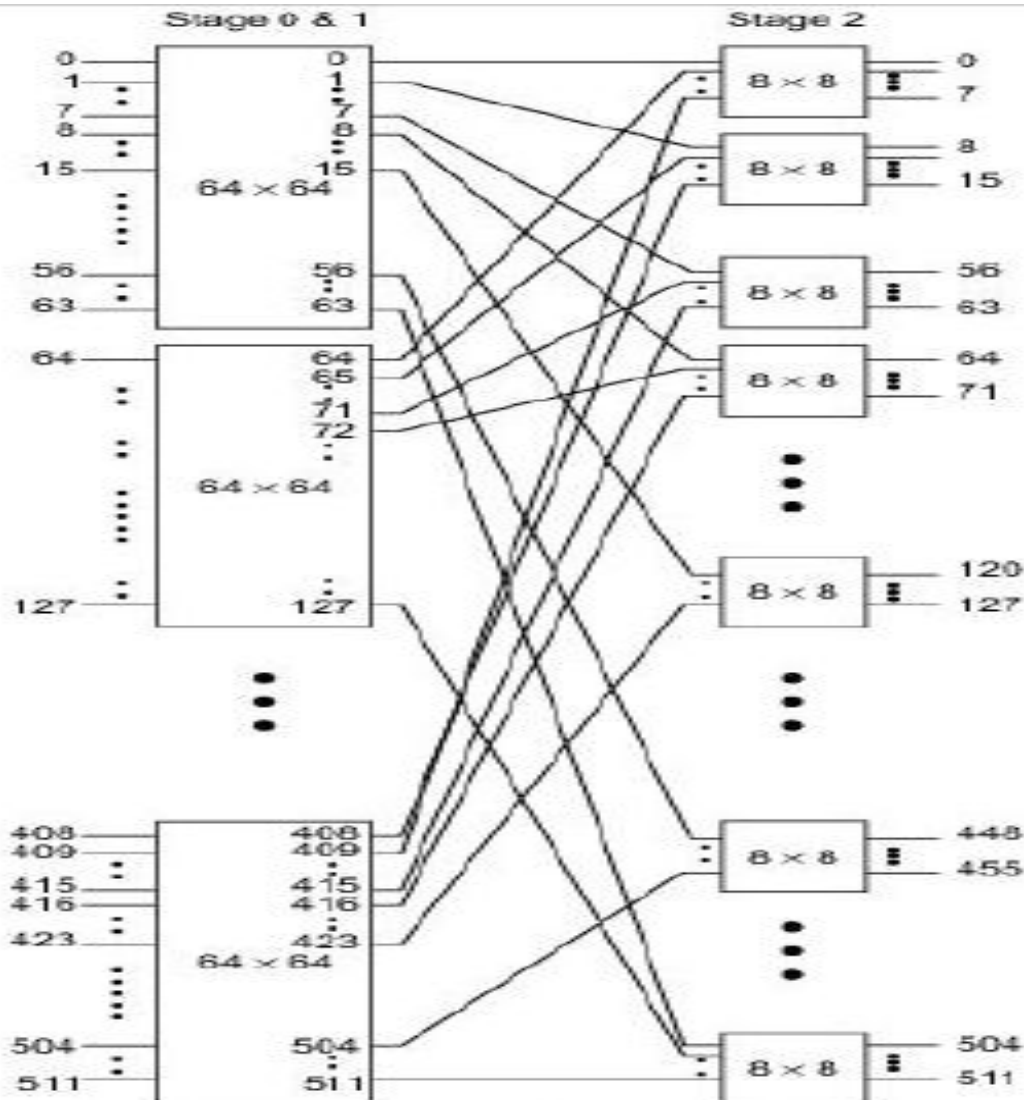 Stage 0 & 1 Stage 2
0 0 0
1 1 8 × 8
7 7 7
8 8 8
15 15 8 × 8 15
64 × 64
56 56 56
8 × 8
63 63 63
64 64 64
65 8 × 8
71 71
72
64 × 64
120
8 × 8
127 127 127
408 408 448
409 409 8 × 8
415 415 455
416 416
423 423
64 × 64
504 504 504
8 × 8
511 511 511